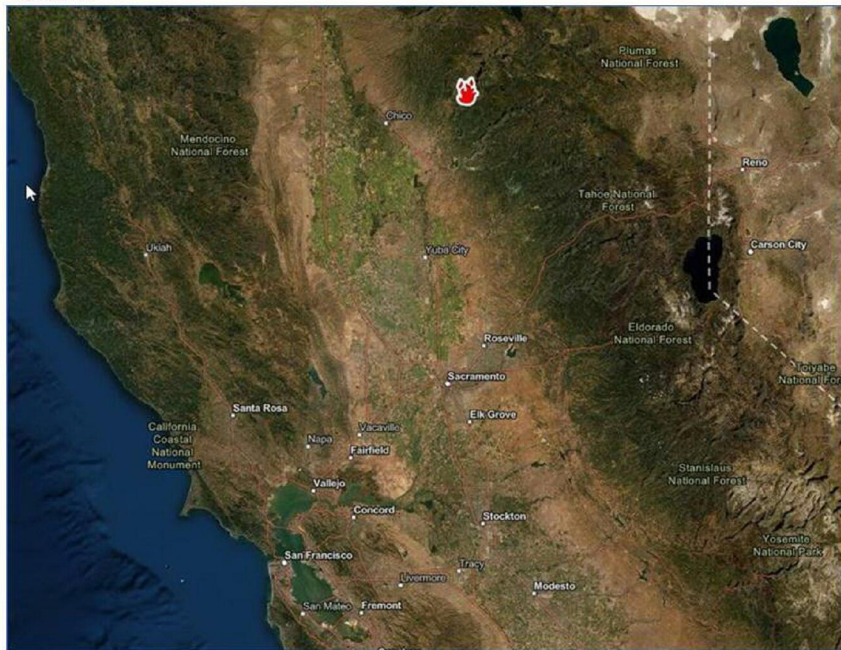 Plumas
National Forest
Chico
Mendocino
National Forest
Reno
Tahoe National
Forest
Ukiah
Yuba City
Carson City
Eldorado
National Forest
Roseville
Toiyabe
National For
Sacramento
Santa Rosa
Elk Grove
California
Coastal
National
Monument
Napa
Vacaville
Fairfield
Stanislaus
National Forest
Vallejo
Concord
Stockton
Yosemite
National Park
San Francisco
Tracy
Livermore
Modesto
San Mateo
Fremont